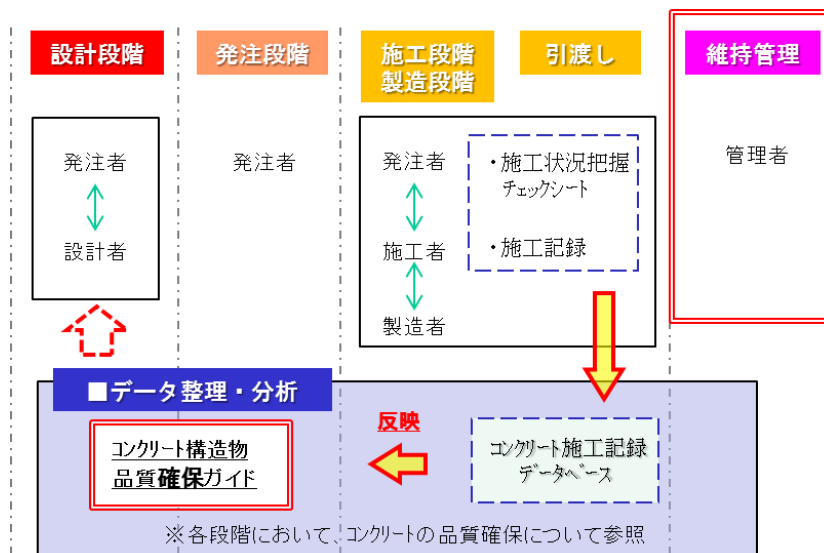 設計段階
発注段階
施工段階
製造段階
引渡し
維持管理
発注者
設計者
発注者
発注者
施工者
製造者
・施工状況把握
チェックシート
・施工記録
管理者
■データ整理・分析
コンクリート構造物
品質確保ガイド
反映
コンクリート施工記録
データベース
※各段階において、コンクリートの品質確保について参照